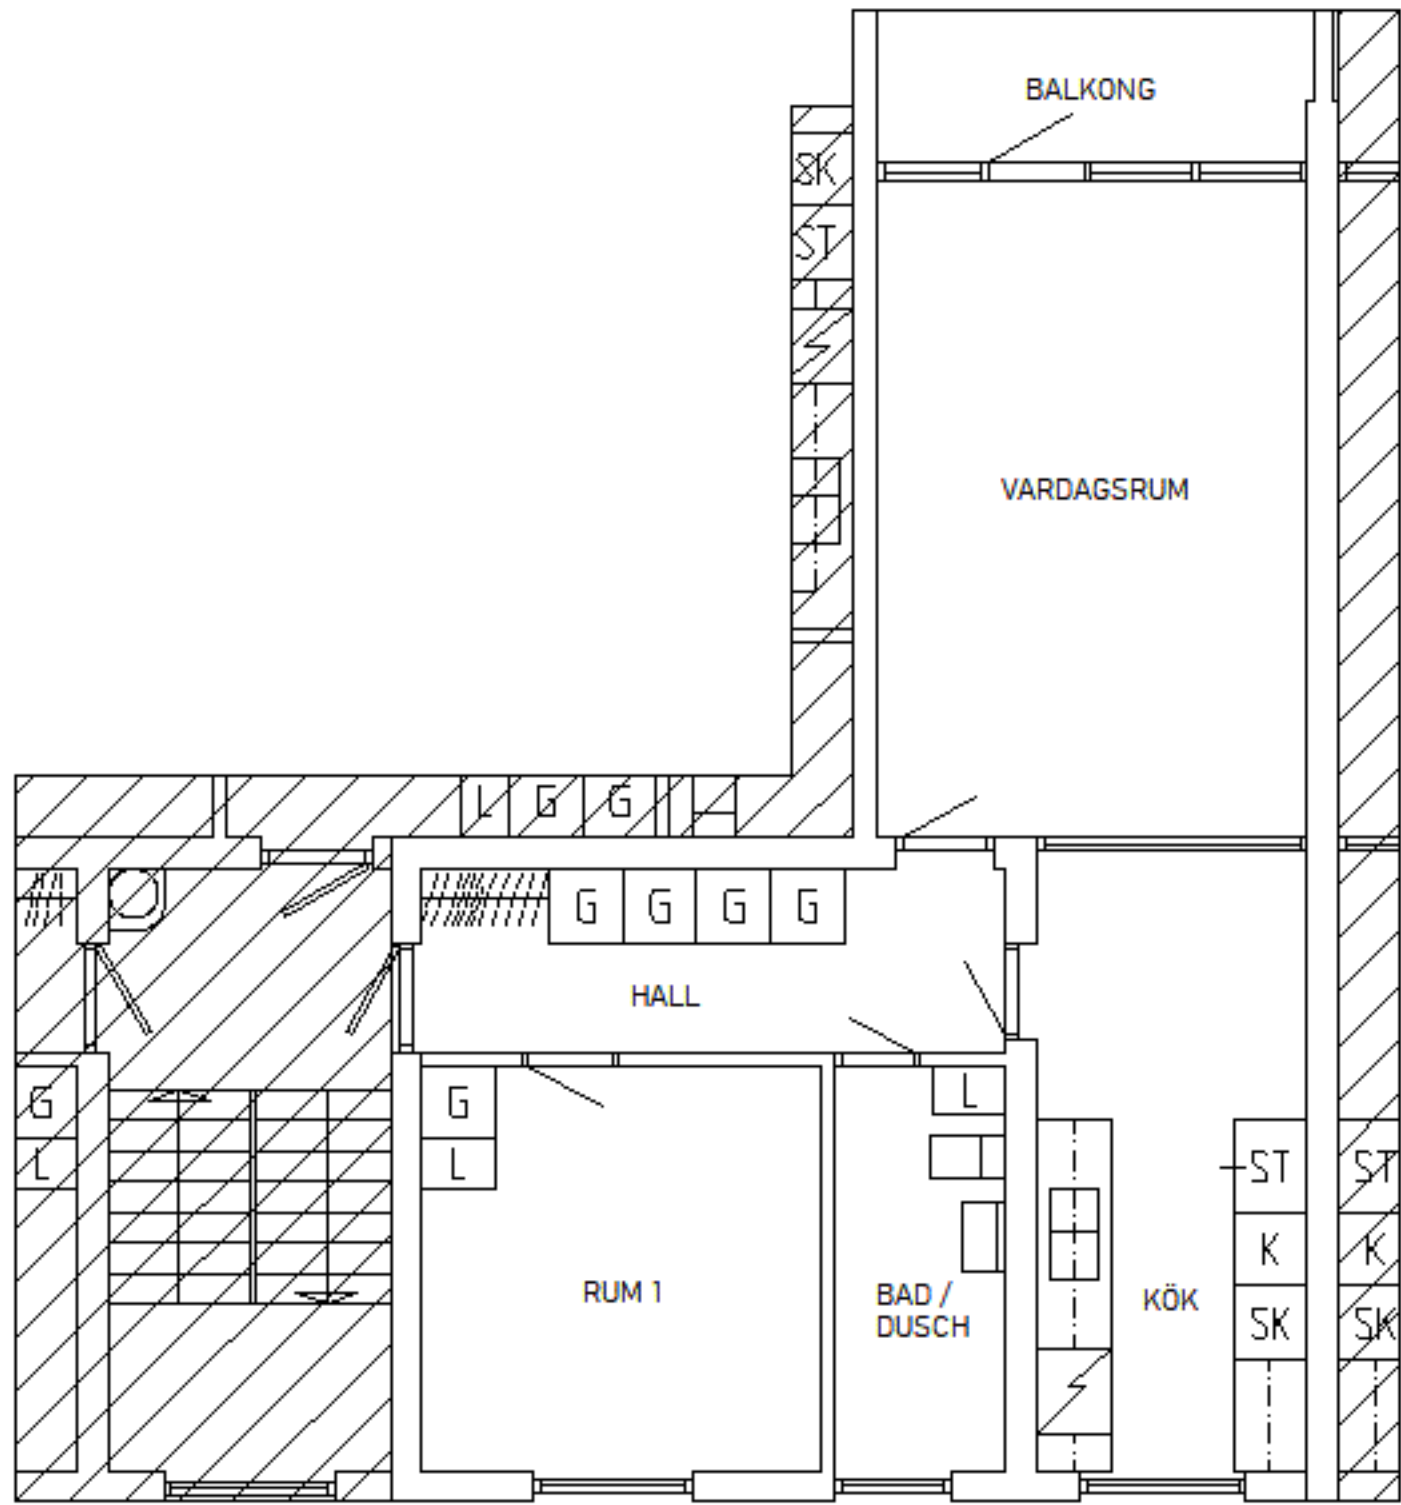 BALKONG
SK
ST
VARDAGSRUM
L G G
G G G G
HALL
G
L
G
L
L
ST
K
SK
ST
K
SK
RUM 1
BAD /
DUSCH
KÖK